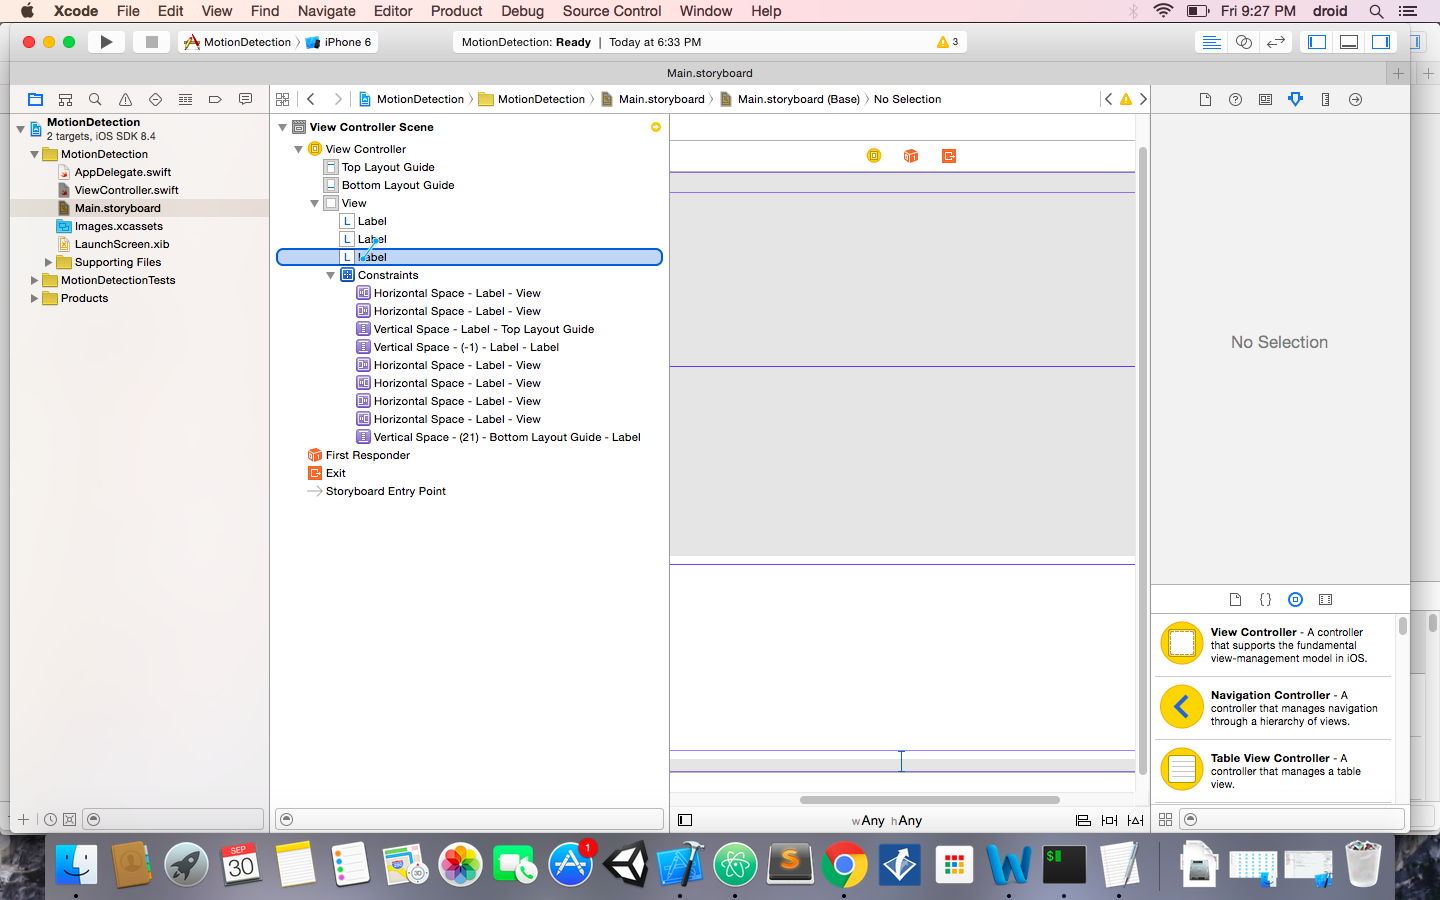 Xcode File Edit View Find Navigate Editor Product Debug Source Control Window Help Fri 9:27 PM droid
MotionDetection iPhone 6 MotionDetection: Ready | Today at 6:33 PM 3
Main.storyboard
MotionDetection MotionDetection Main.storyboard Main.storyboard (Base) No Selection
MotionDetection
2 targets, iOS SDK 8.4
MotionDetection
AppDelegate.swift
ViewController.swift
Main.storyboard
Images.xcassets
LaunchScreen.xib
Supporting Files
MotionDetectionTests
Products
View Controller Scene
View Controller
Top Layout Guide
Bottom Layout Guide
View
L Label
L Label
L Label
Constraints
Horizontal Space - Label - View
Horizontal Space - Label - View
Vertical Space - Label - Top Layout Guide
Vertical Space - (-1) - Label - Label
Horizontal Space - Label - View
Horizontal Space - Label - View
Horizontal Space - Label - View
Horizontal Space - Label - View
Vertical Space - (21) - Bottom Layout Guide - Label
First Responder
Exit
Storyboard Entry Point
wAny hAny
No Selection
View Controller - A controller
that supports the fundamental
view-management model in iOS.
Navigation Controller - A
controller that manages navigation
through a hierarchy of views.
Table View Controller - A
controller that manages a table
view.
SEP
30
1